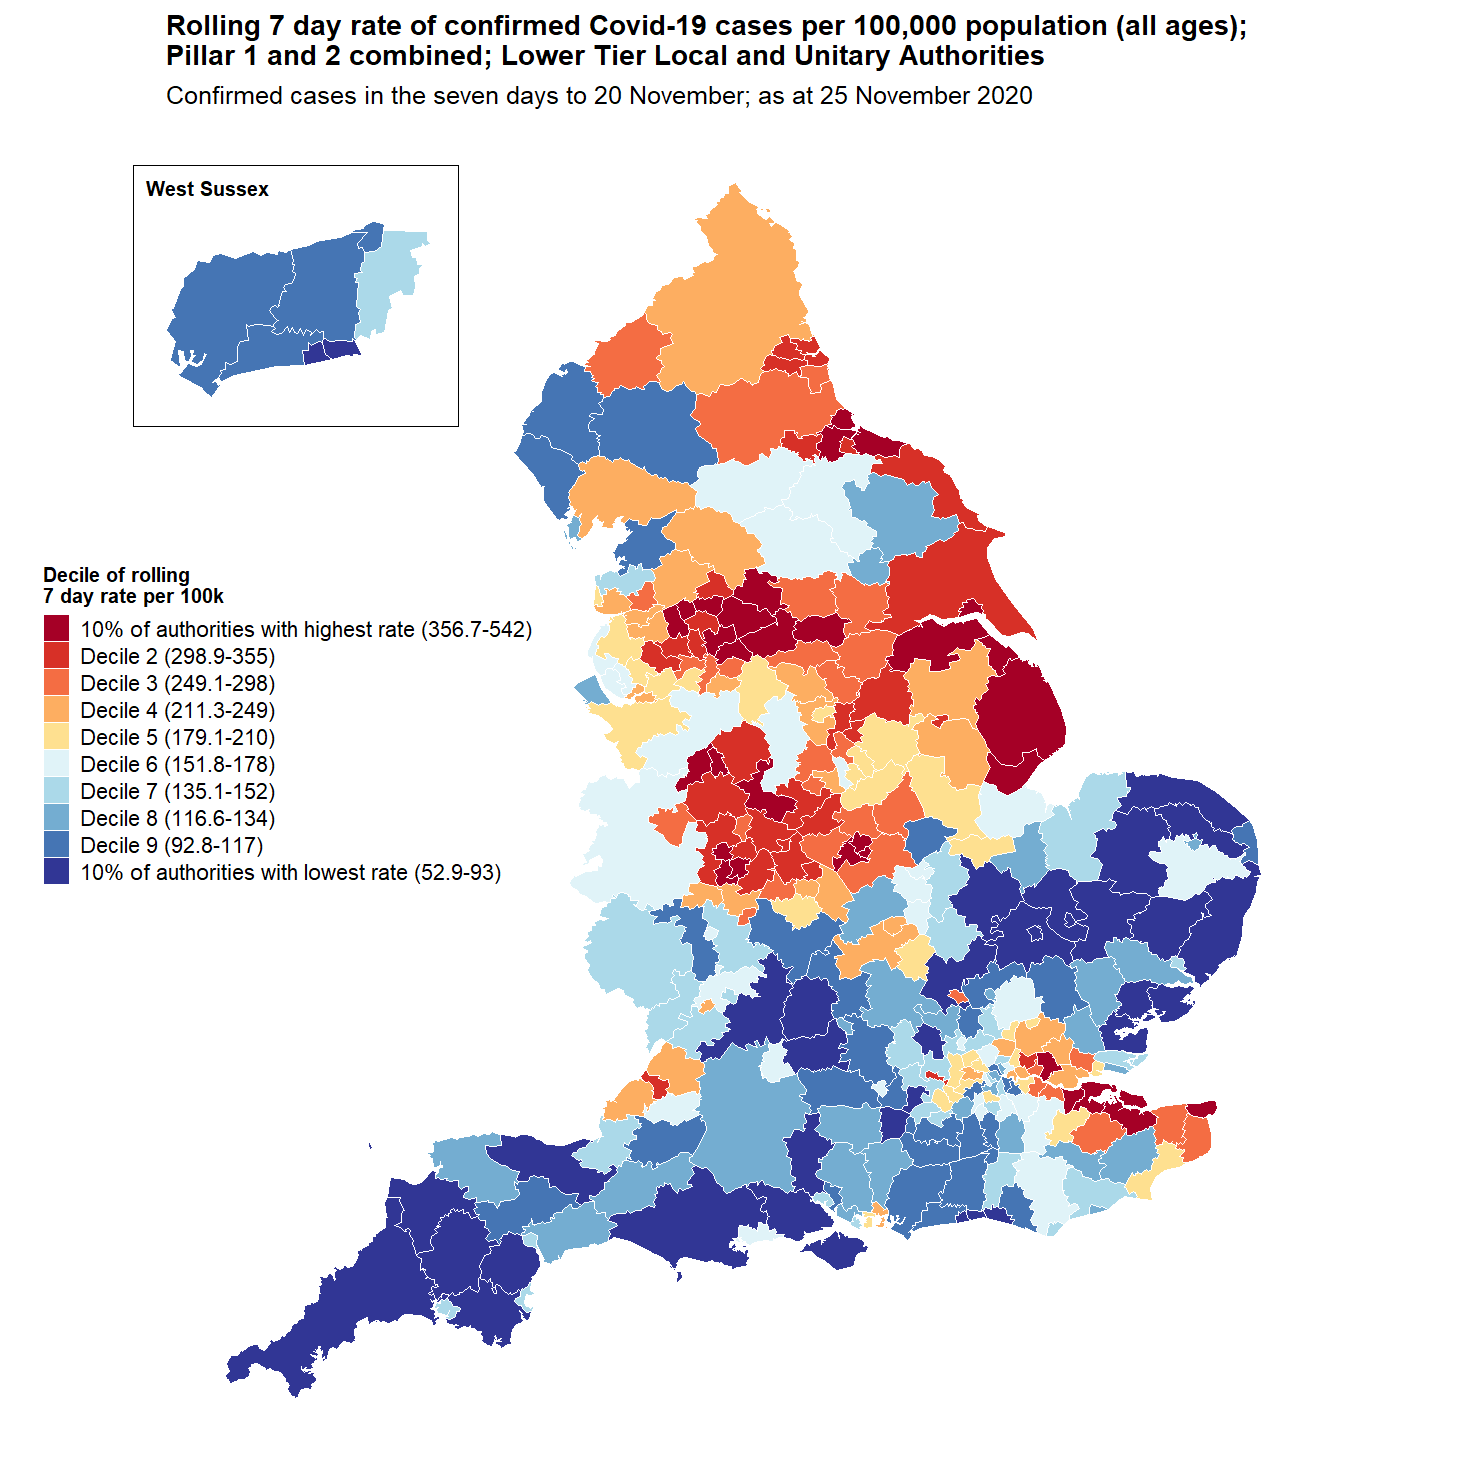 Rolling 7 day rate of confirmed Covid-19 cases per 100,000 population (all ages);
Pillar 1 and 2 combined; Lower Tier Local and Unitary Authorities
Confirmed cases in the seven days to 20 November; as at 25 November 2020
West Sussex
Decile of rolling
7 day rate per 100k
10% of authorities with highest rate (356.7-542)
Decile 2 (298.9-355)
Decile 3 (249.1-298)
Decile 4 (211.3-249)
Decile 5 (179.1-210)
Decile 6 (151.8-178)
Decile 7 (135.1-152)
Decile 8 (116.6-134)
Decile 9 (92.8-117)
10% of authorities with lowest rate (52.9-93)